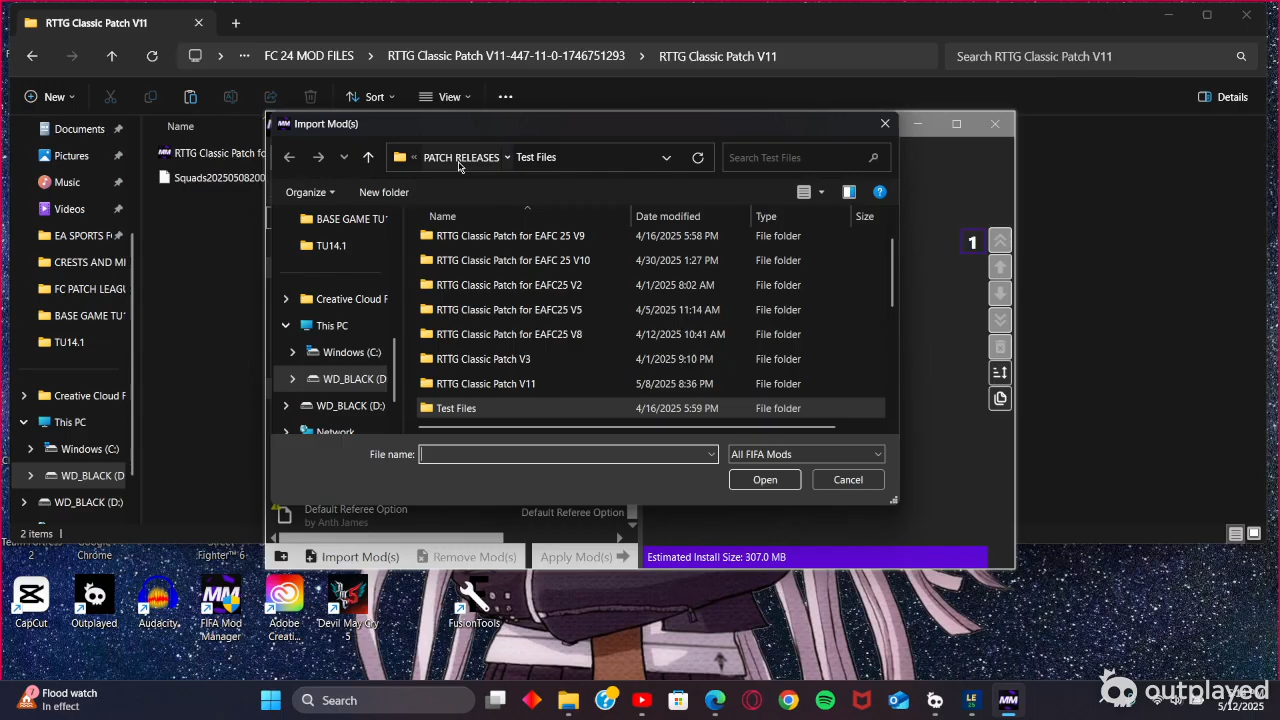 RTTG Classic Patch V11
FC 24 MOD FILES RTTG Classic Patch V11-447-11-0-1746751293 RTTG Classic Patch V11
Search RTTG Classic Patch V11
New Sort View Details
Documents
Pictures
Music
Videos
EA SPORTS F
CRESTS AND MI
FC PATCH LEAGU
BASE GAME TU
TU14.1
Creative Cloud F
This PC
Windows (C:)
WD_BLACK (D
WD_BLACK (D:)
2 items
Name
RTTG Classic Patch fo
Squads20250508200
Import Mod(s)
PATCH RELEASES Test Files
Search Test Files
Organize New folder
BASE GAME TU
TU14.1
Creative Cloud F
This PC
Windows (C:)
WD_BLACK (D
WD_BLACK (D:)
Network
Name Date modified Type Size
RTTG Classic Patch for EAFC 25 V9 4/16/2025 5:58 PM File folder
RTTG Classic Patch for EAFC 25 V10 4/30/2025 1:27 PM File folder
RTTG Classic Patch for EAFC25 V2 4/1/2025 8:02 AM File folder
RTTG Classic Patch for EAFC25 V5 4/5/2025 11:14 AM File folder
RTTG Classic Patch for EAFC25 V8 4/12/2025 10:41 AM File folder
RTTG Classic Patch V3 4/1/2025 9:10 PM File folder
RTTG Classic Patch V11 5/8/2025 8:36 PM File folder
Test Files 4/16/2025 5:59 PM File folder
File name:
All FIFA Mods
Open Cancel
1
Default Referee Option Default Referee Option
by Anth James
Import Mod(s) Remove Mod(s) Apply Mod(s)
Estimated Install Size: 307.0 MB
2
Chrome
Fighter™ 6
CapCut
Outplayed
Audacity
FIFA Mod
Manager
Adobe
Creati...
Devil May Cry
5
FusionTools
Flood watch
In effect
Search
LE
25
MM
outplayed
5/12/2025